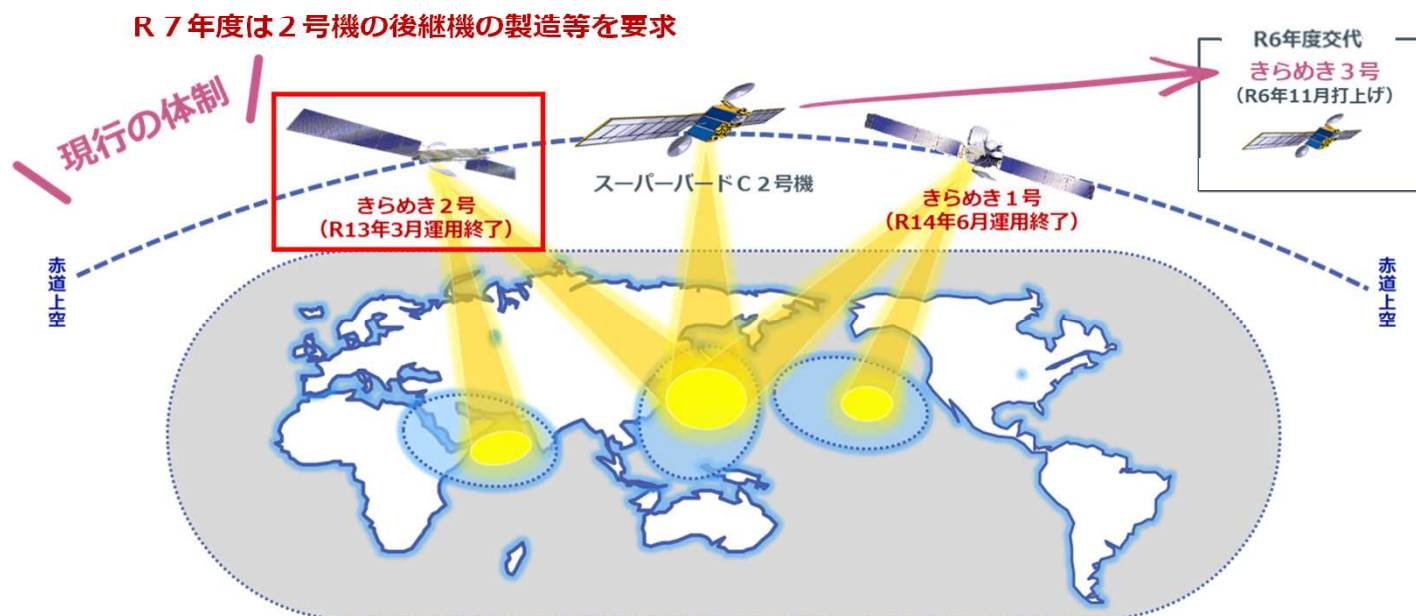 R７年度は２号機の後継機の製造等を要求
現行の体制
R6年度交代
きらめき３号
（R6年11月打上げ）
スーパーバードC２号機
きらめき２号
（R13年3月運用終了）
きらめき１号
（R14年6月運用終了）
赤道上空
赤道上空